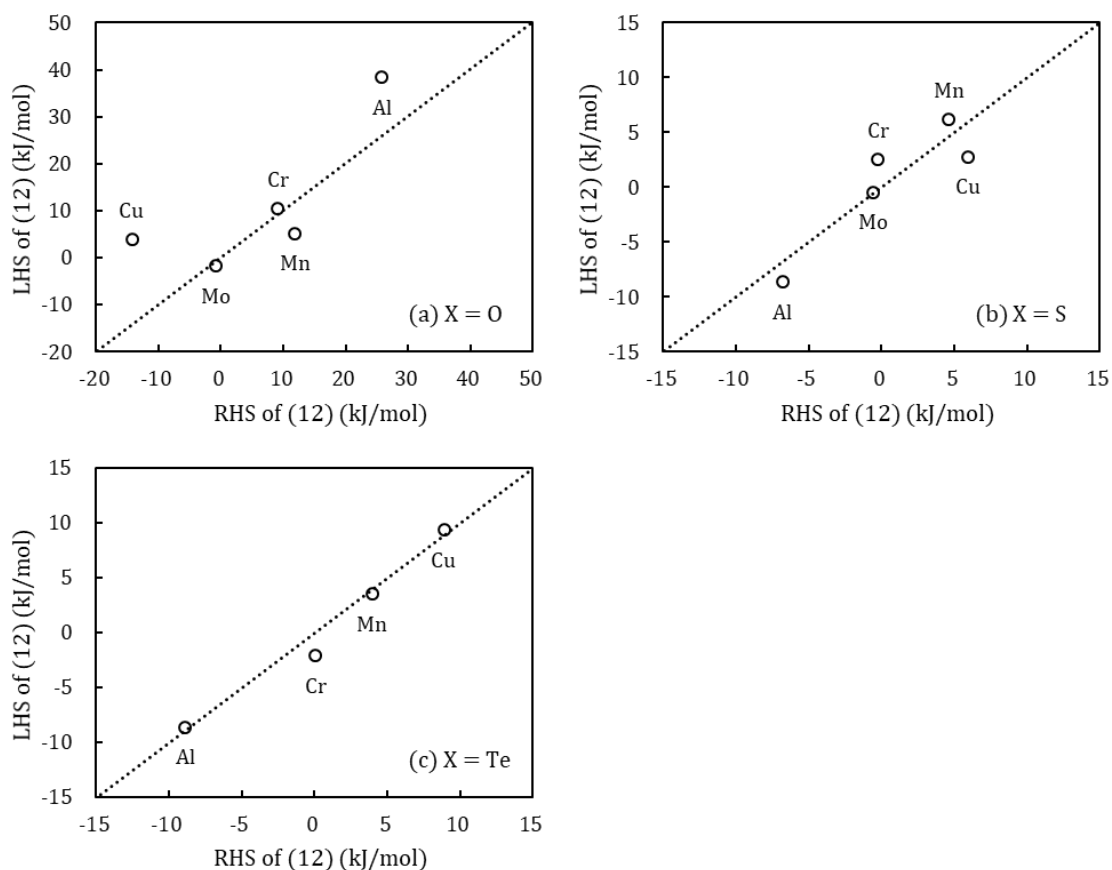 50
40
30
20
10
0
-10
-20
LHS of (12) (kJ/mol)
Al
Cr
Cu
Mn
Mo
(a) X = O
-20 -10 0 10 20 30 40 50
RHS of (12) (kJ/mol)
15
10
5
0
-5
-10
-15
LHS of (12) (kJ/mol)
Mn
Cr
Cu
Mo
Al
(b) X = S
-15 -10 -5 0 5 10 15
RHS of (12) (kJ/mol)
15
10
5
0
-5
-10
-15
LHS of (12) (kJ/mol)
Cu
Mn
Cr
Al
(c) X = Te
-15 -10 -5 0 5 10 15
RHS of (12) (kJ/mol)